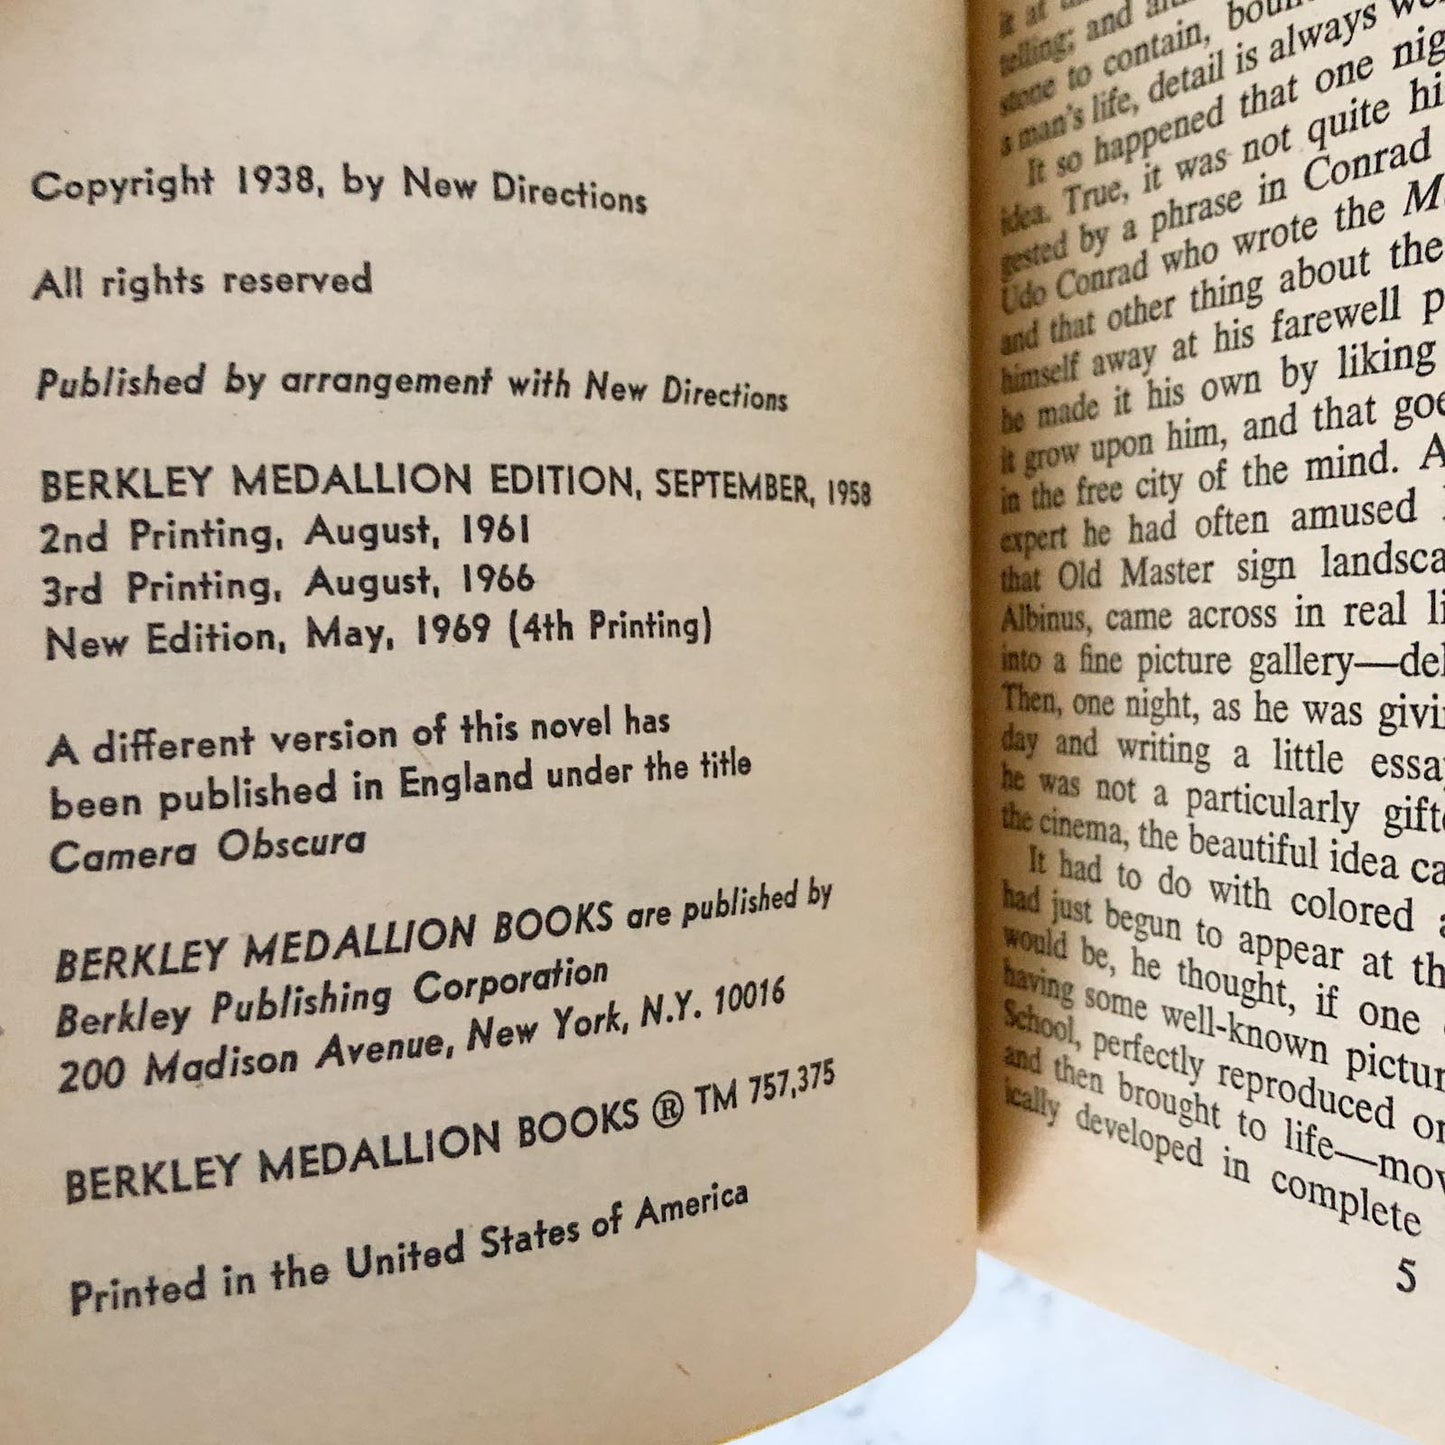 Copyright 1938, by New Directions
All rights reserved
Published by arrangement with New Directions
BERKLEY MEDALLION EDITION, SEPTEMBER, 1958
2nd Printing, August, 1961
3rd Printing, August, 1966
New Edition, May, 1969 (4th Printing)
A different version of this novel has
been published in England under the title
Camera Obscura
BERKLEY MEDALLION BOOKS are published by
Berkley Publishing Corporation
200 Madison Avenue, New York, N.Y. 10016
BERKLEY MEDALLION BOOKS ® TM 757,375
Printed in the United States of America
it at
telling; and
stone to contain,
a man's life, detail is always
It so happened that one
idea. True, it was not quite
gested by a phrase in Conrad
Udo Conrad who wrote the
and that other thing about the
himself away at his farewell
he made it his own by liking
it grow upon him, and that
in the free city of the mind.
expert he had often amused
that Old Master sign
Albinus, came across in real
into a fine picture gallery—
Then, one night, as he was
day and writing a little
he was not a particularly
the cinema, the beautiful idea
It had to do with colored
had just begun to appear at
would be, he thought, if one
having some well-known
School, perfectly reproduced
and then brought to life—
ically developed in complete
5